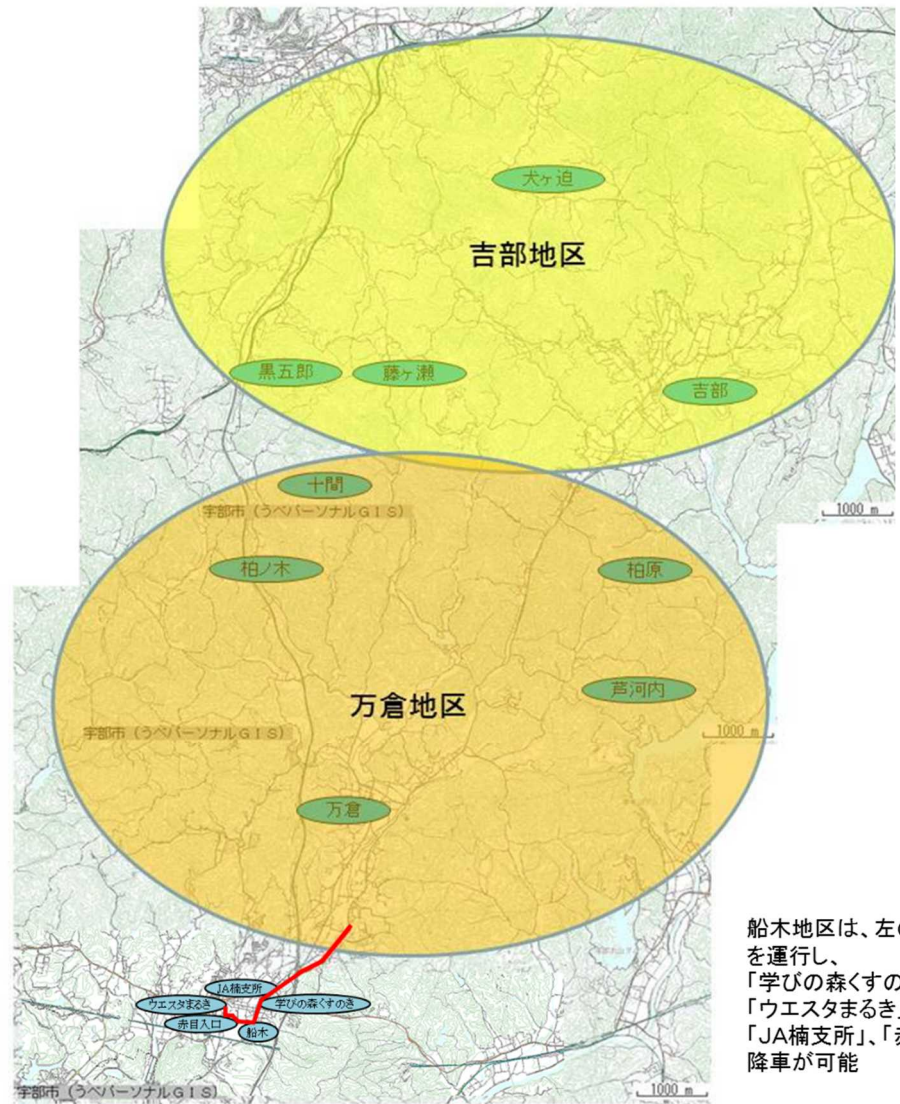 犬ヶ迫
吉部地区
黒五郎
藤ヶ瀬
吉部
十間
宇部市（うべパーソナルＧＩＳ）
1000 m
柏ノ木
柏原
芦河内
万倉地区
宇部市（うべパーソナルＧＩＳ）
1000 m
万倉
船木地区は、左の
を運行し、
「学びの森くすの
「ウエスタまるき」
「JA楠支所」、「赤
降車が可能
JA楠支所
ウエスタまるき
学びの森くすのき
赤目入口
船木
宇部市（うべパーソナルＧＩＳ）
1000 m